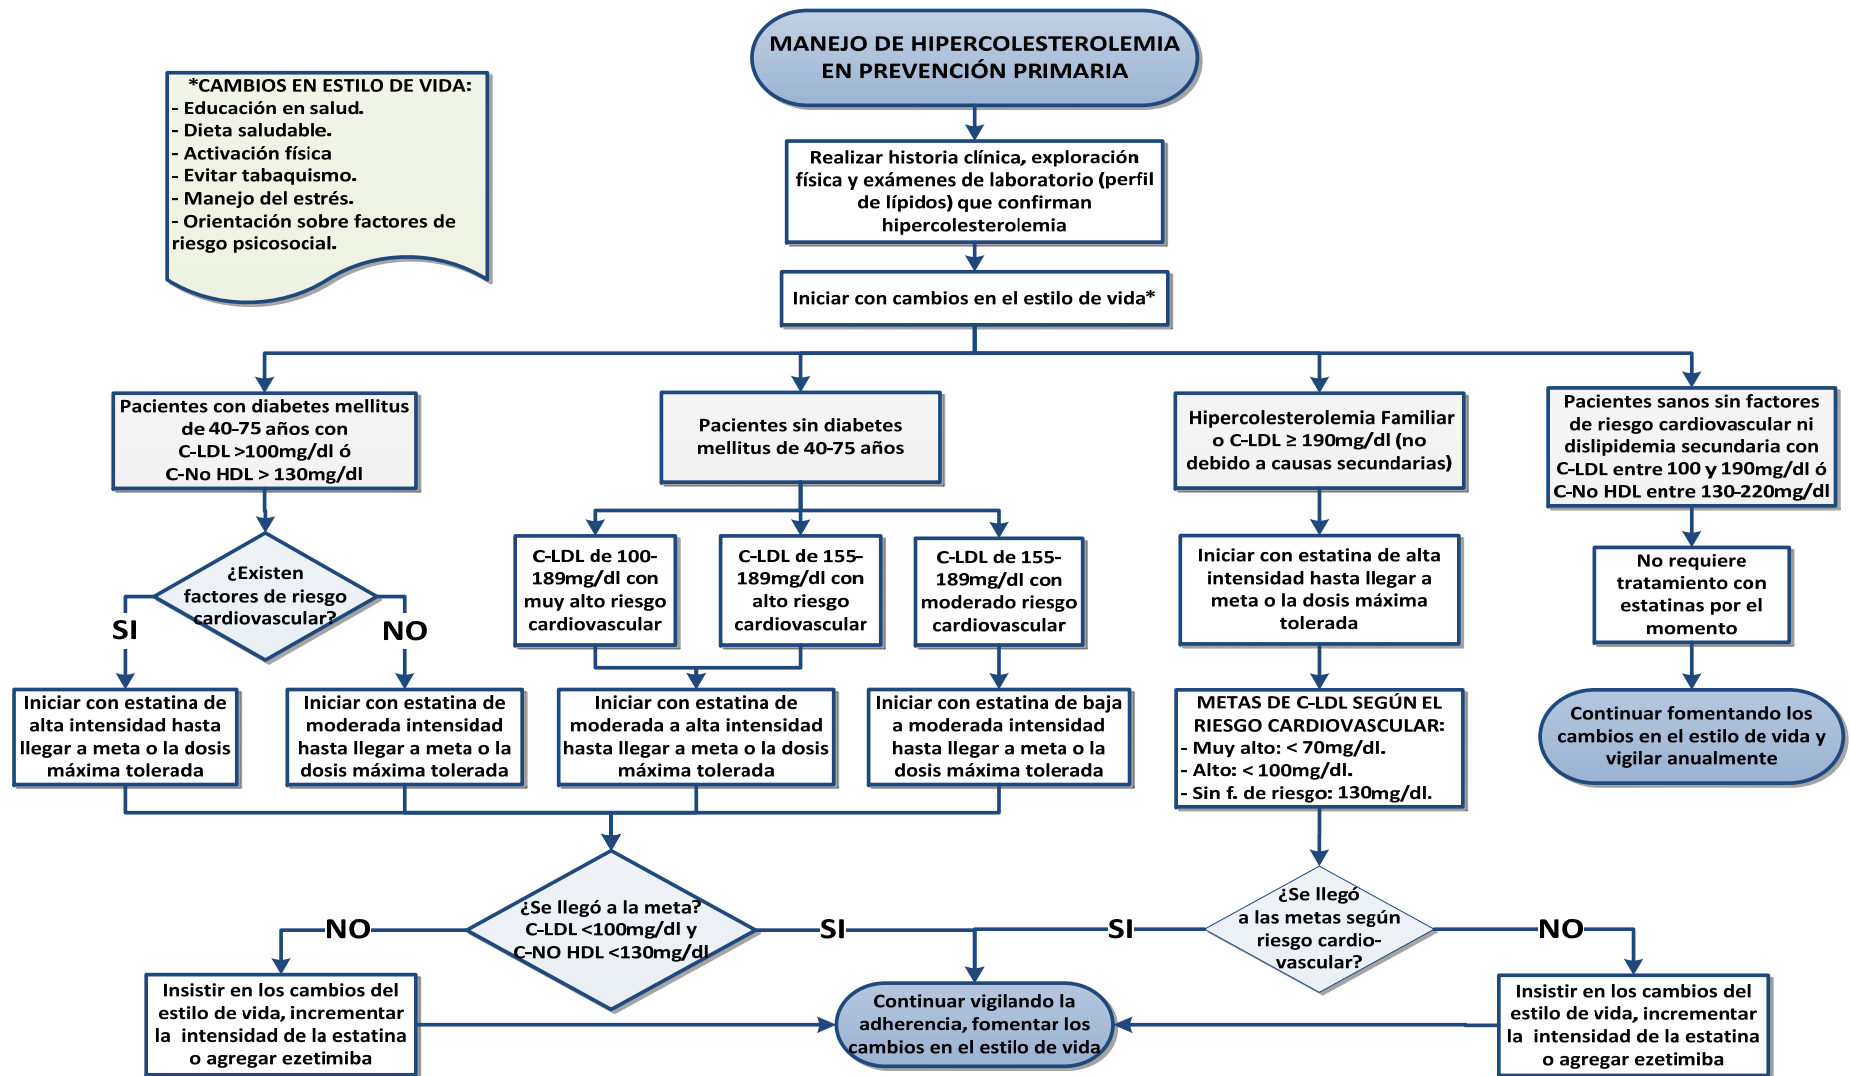 MANEJO DE HIPERCOLESTEROLEMIA
EN PREVENCIÓN PRIMARIA
*CAMBIOS EN ESTILO DE VIDA:
- Educación en salud.
- Dieta saludable.
- Activación física
- Evitar tabaquismo.
- Manejo del estrés.
- Orientación sobre factores de
riesgo psicosocial.
Realizar historia clínica, exploración
física y exámenes de laboratorio (perfil
de lípidos) que confirman
hipercolesterolemia
Iniciar con cambios en el estilo de vida*
Pacientes con diabetes mellitus
de 40-75 años con
C-LDL >100mg/dl ó
C-No HDL > 130mg/dl
Pacientes sin diabetes
mellitus de 40-75 años
Hipercolesterolemia Familiar
o C-LDL ≥ 190mg/dl (no
debido a causas secundarias)
Pacientes sanos sin factores
de riesgo cardiovascular ni
dislipidemia secundaria con
C-LDL entre 100 y 190mg/dl ó
C-No HDL entre 130-220mg/dl
¿Existen
factores de riesgo
cardiovascular?
SI
NO
C-LDL de 100-
189mg/dl con
muy alto riesgo
cardiovascular
C-LDL de 155-
189mg/dl con
alto riesgo
cardiovascular
C-LDL de 155-
189mg/dl con
moderado riesgo
cardiovascular
Iniciar con estatina de alta
intensidad hasta llegar a
meta o la dosis máxima
tolerada
No requiere
tratamiento con
estatinas por el
momento
Iniciar con estatina de
alta intensidad hasta
llegar a meta o la dosis
máxima tolerada
Iniciar con estatina de
moderada intensidad
hasta llegar a meta o la
dosis máxima tolerada
Iniciar con estatina de
moderada a alta intensidad
hasta llegar a meta o la dosis
máxima tolerada
Iniciar con estatina de baja
a moderada intensidad
hasta llegar a meta o la
dosis máxima tolerada
METAS DE C-LDL SEGÚN EL
RIESGO CARDIOVASCULAR:
- Muy alto: < 70mg/dl.
- Alto: < 100mg/dl.
- Sin f. de riesgo: 130mg/dl.
Continuar fomentando los
cambios en el estilo de vida y
vigilar anualmente
¿Se llegó a la meta?
C-LDL <100mg/dl y
C-NO HDL <130mg/dl
NO
SI
¿Se llegó
a las metas según
riesgo cardio-
vascular?
SI
NO
Insistir en los cambios del
estilo de vida, incrementar
la intensidad de la estatina
o agregar ezetimiba
Continuar vigilando la
adherencia, fomentar los
cambios en el estilo de vida
Insistir en los cambios del
estilo de vida, incrementar
la intensidad de la estatina
o agregar ezetimiba